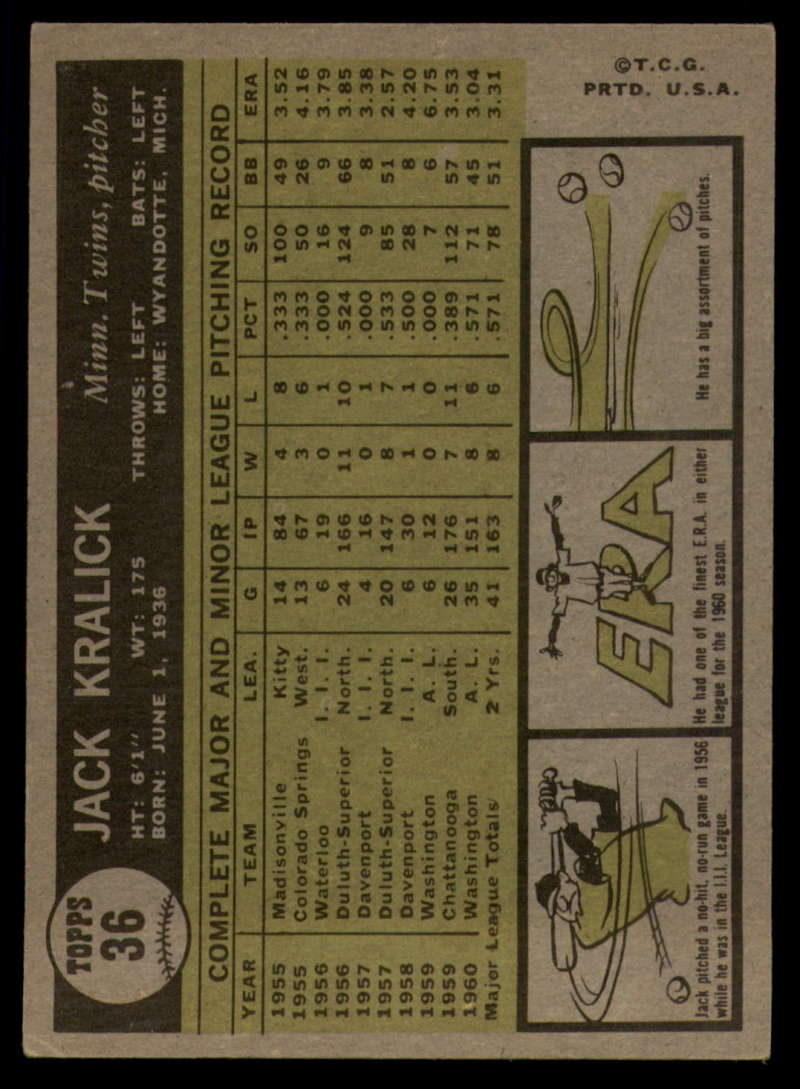 TOPPS
36
JACK KRALICK Minn. Twins, pitcher
HT: 6'1" WT: 175 THROWS: LEFT BATS: LEFT
BORN: JUNE 1, 1936 HOME: WYANDOTTE, MICH.
COMPLETE MAJOR AND MINOR LEAGUE PITCHING RECORD
YEAR TEAM LEA. G IP W L PCT SO BB ERA
1955 Madisonville Kitty 14 84 4 8 .333 100 49 3.52
1955 Colorado Springs West. 13 67 3 6 .333 50 26 4.16
1956 Waterloo I. I. I. 6 19 0 1 .000 16 9 3.79
1956 Duluth-Superior North. 24 166 11 10 .524 124 66 3.85
1957 Davenport I. I. I. 4 16 0 1 .000 9 8 3.38
1957 Duluth-Superior North. 20 147 8 7 .533 85 51 2.57
1958 Davenport I. I. I. 6 30 1 1 .500 28 8 4.20
1959 Washington A. L. 6 12 0 0 .000 7 6 6.75
1959 Chattanooga South. 26 176 7 11 .389 112 57 3.53
1960 Washington A. L. 35 151 8 6 .571 71 45 3.04
Major League Totals 2 Yrs. 41 163 8 6 .571 78 51 3.31
Jack pitched a no-hit, no-run game in 1956
while he was in the I.I.I. League.
ERA
He had one of the finest E.R.A. in either
league for the 1960 season.
He has a big assortment of pitches.
©T.C.G.
PRTD. U.S.A.